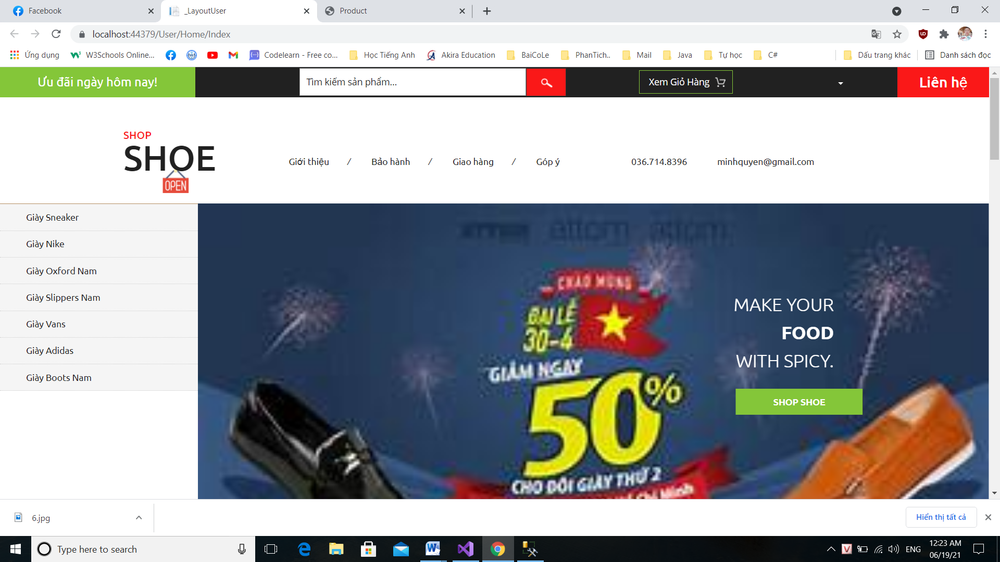 Facebook
_LayoutUser
Product
localhost:44379/User/Home/Index
Ứng dụng
W3Schools Online...
Codelearn - Free co...
Học Tiếng Anh
Akira Education
BaiCoLe
PhanTich..
Mail
Java
Tự học
C#
Dấu trang khác
Danh sách đọc
Ưu đãi ngày hôm nay!
Tìm kiếm sản phẩm...
Xem Giỏ Hàng
Liên hệ
SHOP
SHOE
OPEN
Giới thiệu / Bảo hành / Giao hàng / Góp ý
036.714.8396
minhquyen@gmail.com
Giày Sneaker
Giày Nike
Giày Oxford Nam
Giày Slippers Nam
Giày Vans
Giày Adidas
Giày Boots Nam
CHÀO MỪNG
ĐẠI LỄ
30-4
GIẢM NGAY
50%
CHO ĐÔI GIÀY THỨ 2
Chí Minh
MAKE YOUR
FOOD
WITH SPICY.
SHOP SHOE
6.jpg
Hiển thị tất cả
Type here to search
ENG
12:23 AM
06/19/21